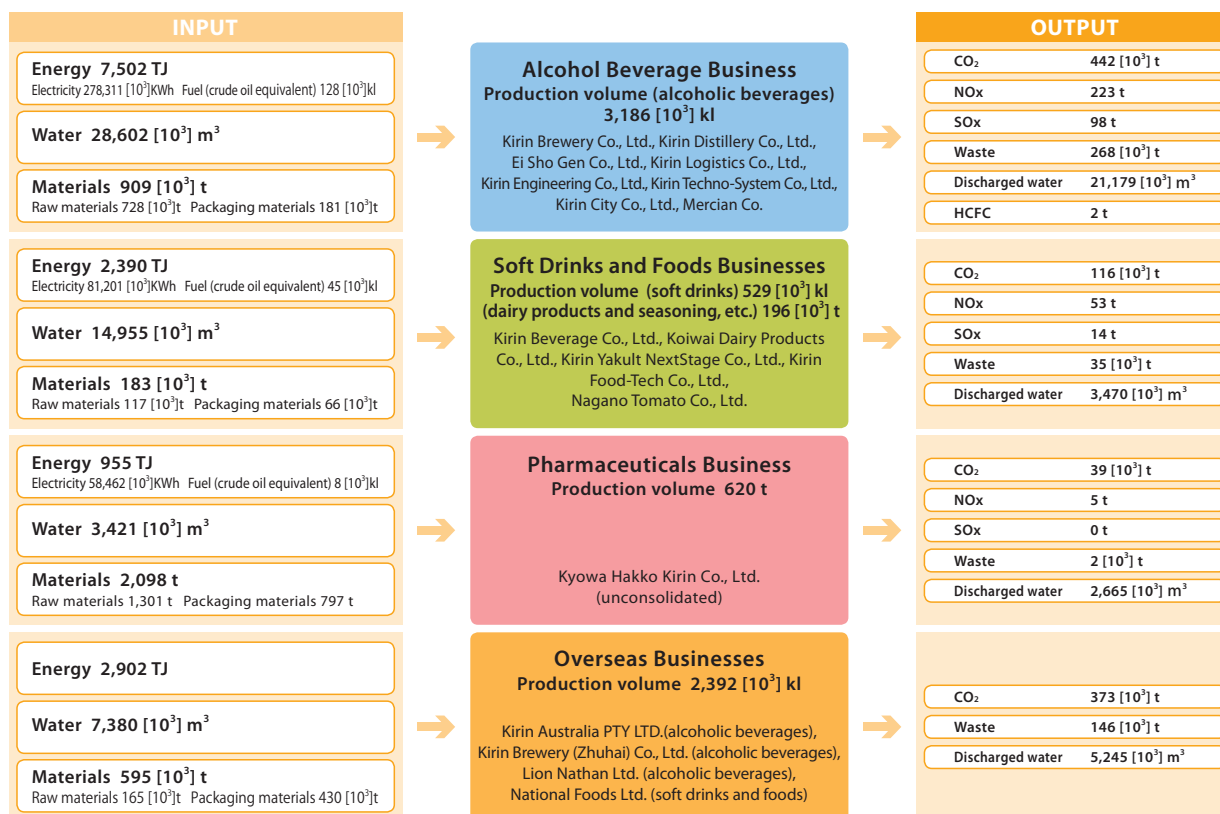 INPUT
OUTPUT
Energy 7,502 TJ
Electricity 278,311 [10³]KWh Fuel (crude oil equivalent) 128 [10³]kl
Water 28,602 [10³] m³
Materials 909 [10³] t
Raw materials 728 [10³]t Packaging materials 181 [10³]t
Alcohol Beverage Business
Production volume (alcoholic beverages)
3,186 [10³] kl
Kirin Brewery Co., Ltd., Kirin Distillery Co., Ltd.,
Ei Sho Gen Co., Ltd., Kirin Logistics Co., Ltd.,
Kirin Engineering Co., Ltd., Kirin Techno-System Co., Ltd.,
Kirin City Co., Ltd., Mercian Co.
CO₂ 442 [10³] t
NOx 223 t
SOx 98 t
Waste 268 [10³] t
Discharged water 21,179 [10³] m³
HCFC 2 t
Energy 2,390 TJ
Electricity 81,201 [10³]KWh Fuel (crude oil equivalent) 45 [10³]kl
Water 14,955 [10³] m³
Materials 183 [10³] t
Raw materials 117 [10³]t Packaging materials 66 [10³]t
Soft Drinks and Foods Businesses
Production volume (soft drinks) 529 [10³] kl
(dairy products and seasoning, etc.) 196 [10³] t
Kirin Beverage Co., Ltd., Koiwai Dairy Products
Co., Ltd., Kirin Yakult NextStage Co., Ltd., Kirin
Food-Tech Co., Ltd.,
Nagano Tomato Co., Ltd.
CO₂ 116 [10³] t
NOx 53 t
SOx 14 t
Waste 35 [10³] t
Discharged water 3,470 [10³] m³
Energy 955 TJ
Electricity 58,462 [10³]KWh Fuel (crude oil equivalent) 8 [10³]kl
Water 3,421 [10³] m³
Materials 2,098 t
Raw materials 1,301 t Packaging materials 797 t
Pharmaceuticals Business
Production volume 620 t
Kyowa Hakko Kirin Co., Ltd.
(unconsolidated)
CO₂ 39 [10³] t
NOx 5 t
SOx 0 t
Waste 2 [10³] t
Discharged water 2,665 [10³] m³
Energy 2,902 TJ
Water 7,380 [10³] m³
Materials 595 [10³] t
Raw materials 165 [10³]t Packaging materials 430 [10³]t
Overseas Businesses
Production volume 2,392 [10³] kl
Kirin Australia PTY LTD.(alcoholic beverages),
Kirin Brewery (Zhuhai) Co., Ltd. (alcoholic beverages),
Lion Nathan Ltd. (alcoholic beverages),
National Foods Ltd. (soft drinks and foods)
CO₂ 373 [10³] t
Waste 146 [10³] t
Discharged water 5,245 [10³] m³